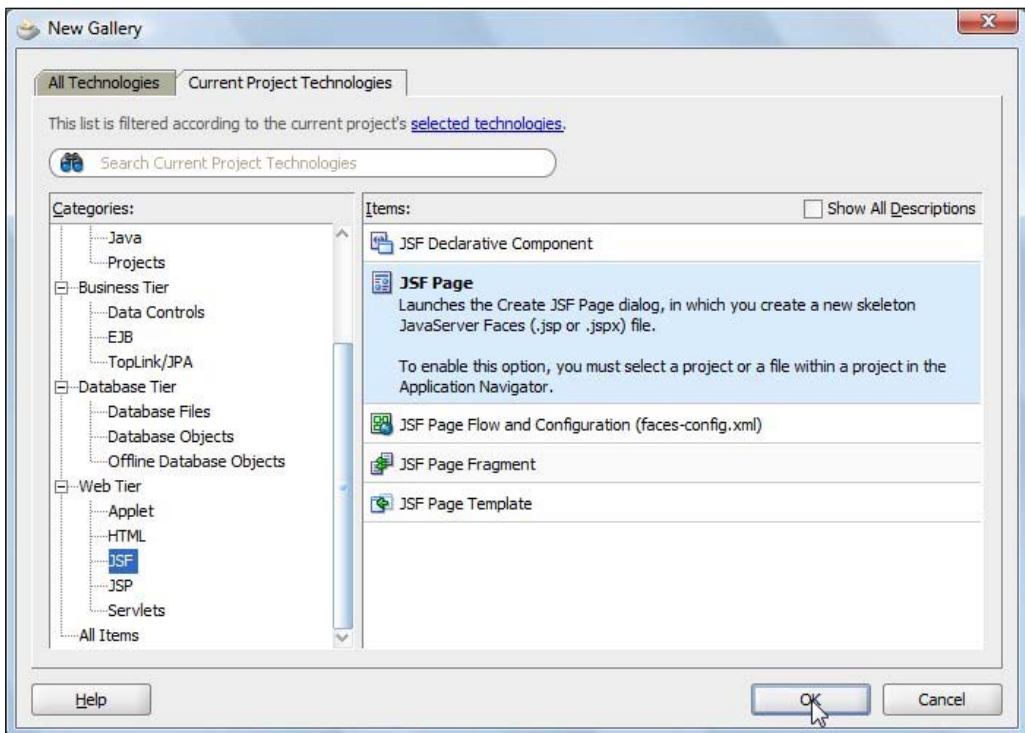 New Gallery
All Technologies
Current Project Technologies
This list is filtered according to the current project's selected technologies.
Search Current Project Technologies
Categories:
Java
Projects
Business Tier
Data Controls
EJB
TopLink/JPA
Database Tier
Database Files
Database Objects
Offline Database Objects
Web Tier
Applet
HTML
JSF
JSP
Servlets
All Items
Items:
Show All Descriptions
JSF Declarative Component
JSF Page
Launches the Create JSF Page dialog, in which you create a new skeleton
JavaServer Faces (.jsp or .jspx) file.
To enable this option, you must select a project or a file within a project in the
Application Navigator.
JSF Page Flow and Configuration (faces-config.xml)
JSF Page Fragment
JSF Page Template
Help
OK
Cancel